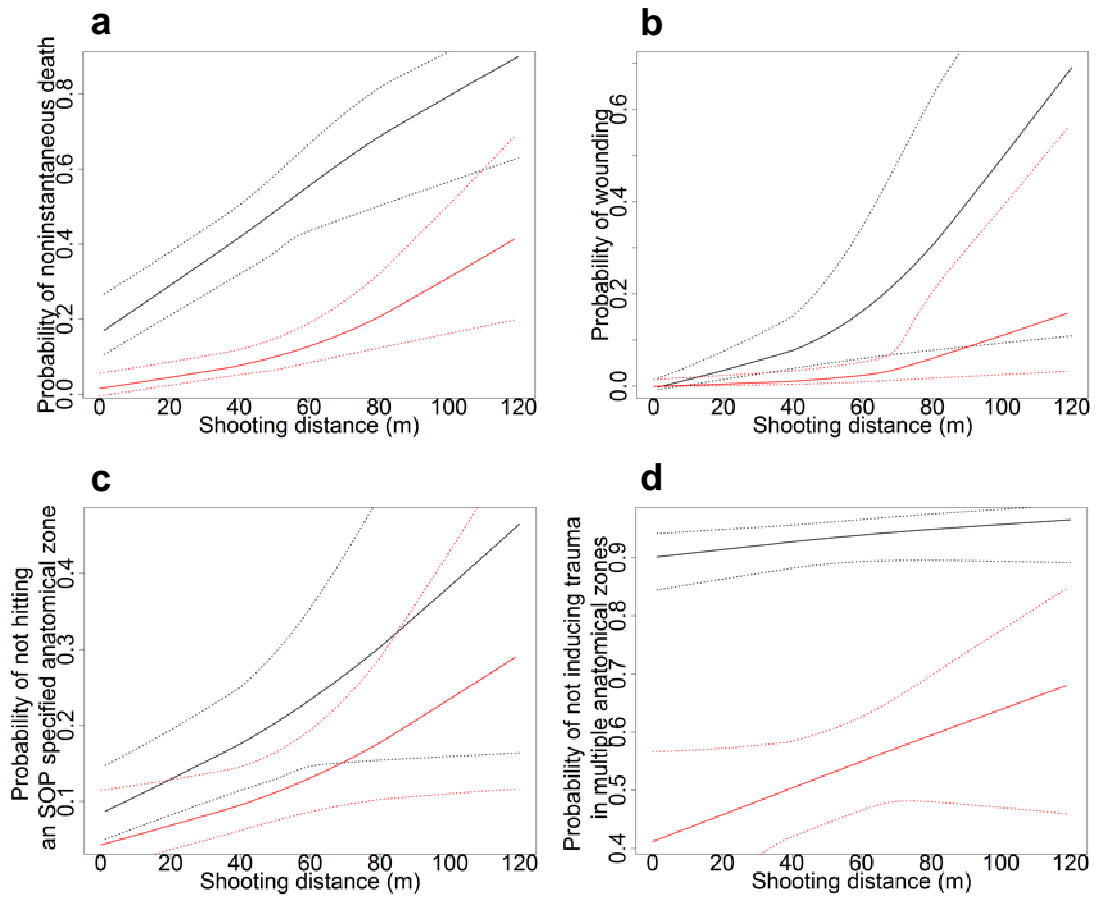 a
Probability of noninstantaneous death
0.0 0.2 0.4 0.6 0.8
0 20 40 60 80 100 120
Shooting distance (m)
b
Probability of wounding
0.0 0.2 0.4 0.6
0 20 40 60 80 100 120
Shooting distance (m)
c
Probability of not hitting
an SOP specified anatomical zone
0.1 0.2 0.3 0.4
0 20 40 60 80 100 120
Shooting distance (m)
d
Probability of not inducing trauma
in multiple anatomical zones
0.4 0.5 0.6 0.7 0.8 0.9
0 20 40 60 80 100 120
Shooting distance (m)